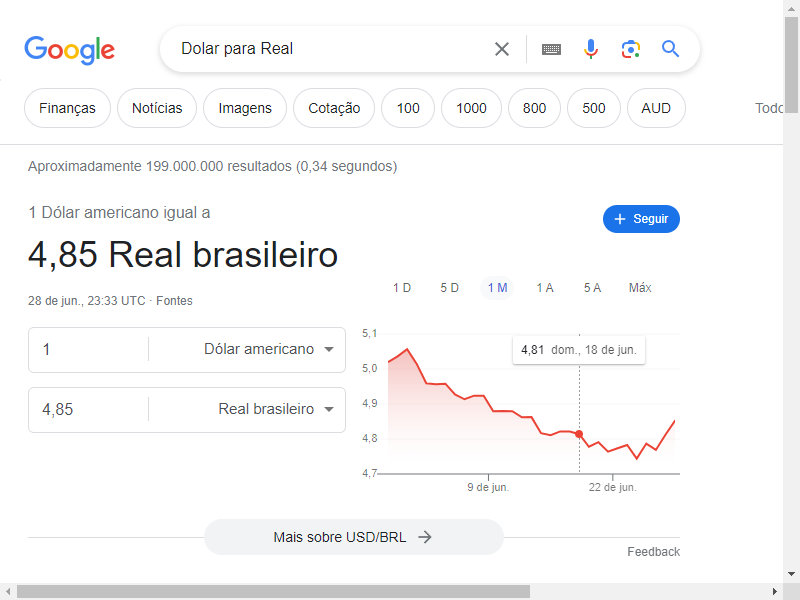 Google
Dolar para Real
Finanças
Notícias
Imagens
Cotação
100
1000
800
500
AUD
Todo
Aproximadamente 199.000.000 resultados (0,34 segundos)
1 Dólar americano igual a
Seguir
4,85 Real brasileiro
28 de jun., 23:33 UTC · Fontes
1 D
5 D
1 M
1 A
5 A
Máx
1 Dólar americano
4,85 Real brasileiro
5,1
5,0
4,9
4,8
4,7
4,81 dom., 18 de jun.
9 de jun.
22 de jun.
Mais sobre USD/BRL
Feedback